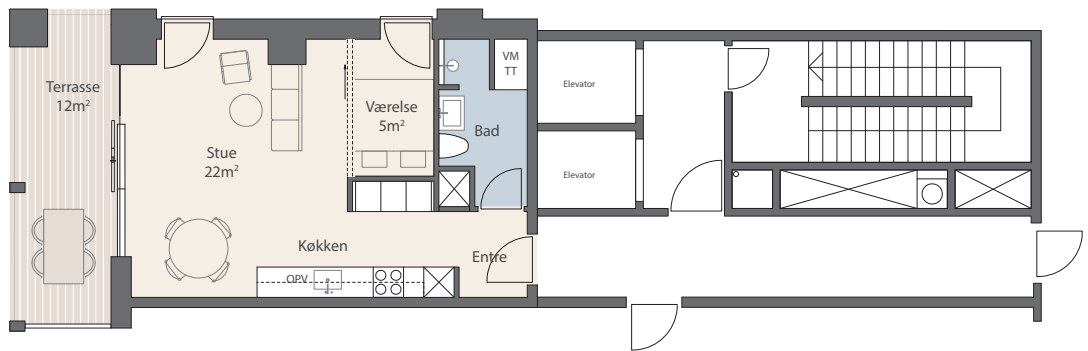 Terrasse
12m²
Stue
22m²
Værelse
5m²
VM
TT
Bad
Elevator
Elevator
Køkken
Entre
OPV